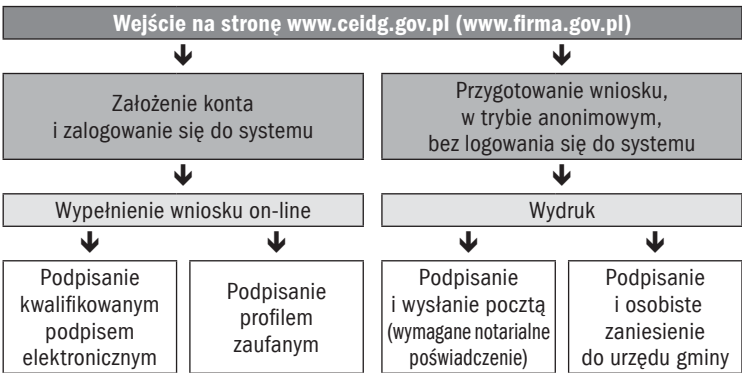 Wejście na stronę www.ceidg.gov.pl (www.firma.gov.pl)
Założenie konta
i zalogowanie się do systemu
Przygotowanie wniosku,
w trybie anonimowym,
bez logowania się do systemu
Wypełnienie wniosku on-line
Wydruk
Podpisanie
kwalifikowanym
podpisem
elektronicznym
Podpisanie
profilem
zaufanym
Podpisanie
i wysłanie pocztą
(wymagane notarialne
poświadczenie)
Podpisanie
i osobiste
zaniesienie
do urzędu gminy